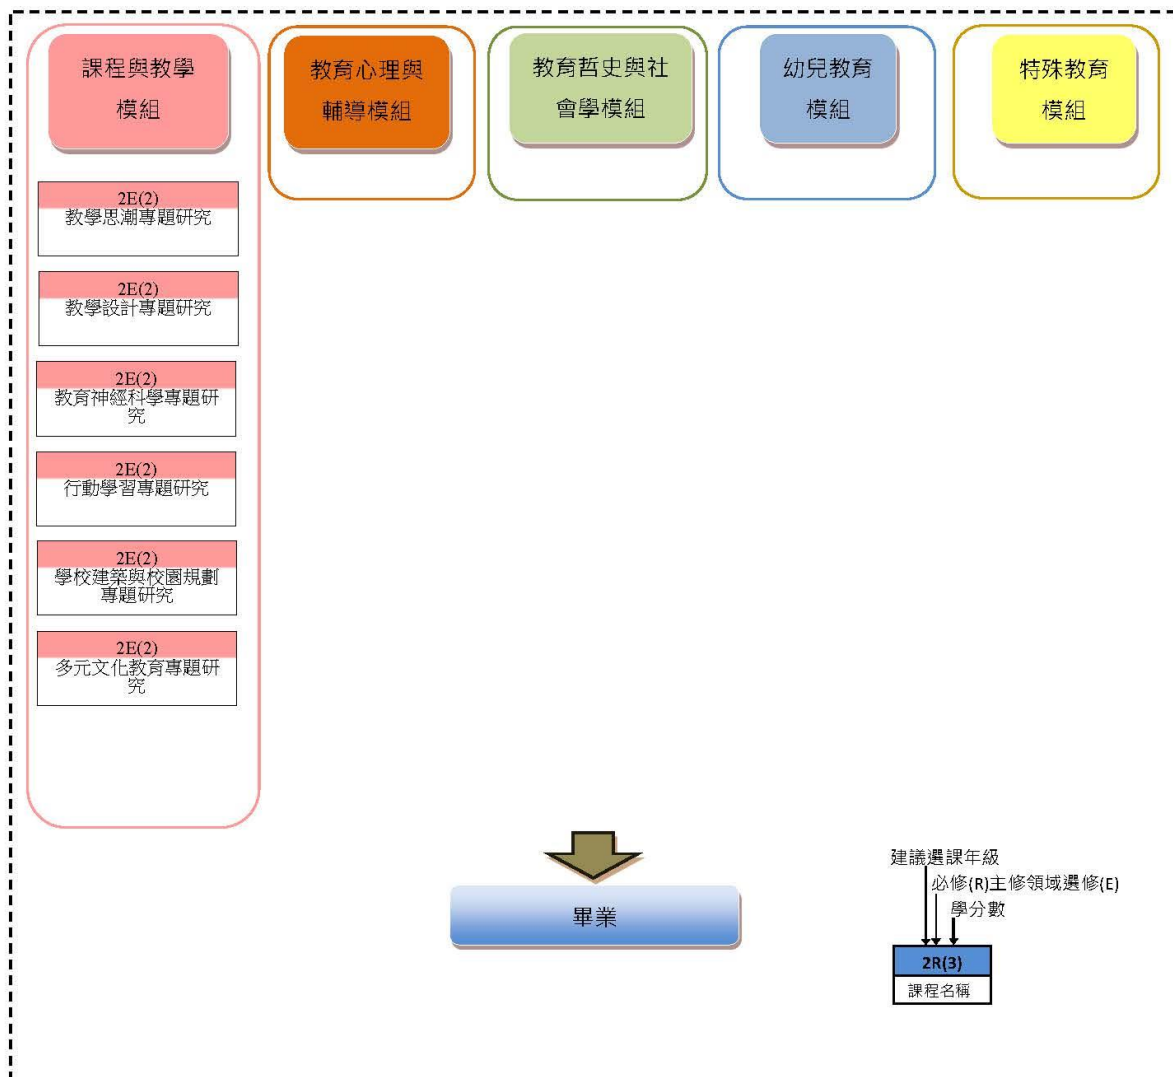 課程與教學
模組
教育心理與
輔導模組
教育哲史與社
會學模組
幼兒教育
模組
特殊教育
模組
2E(2)
教學思潮專題研究
2E(2)
教學設計專題研究
2E(2)
教育神經科學專題研
究
2E(2)
行動學習專題研究
2E(2)
學校建築與校園規劃
專題研究
2E(2)
多元文化教育專題研
究
畢業
建議選課年級
必修(R)主修領域選修(E)
學分數
2R(3)
課程名稱